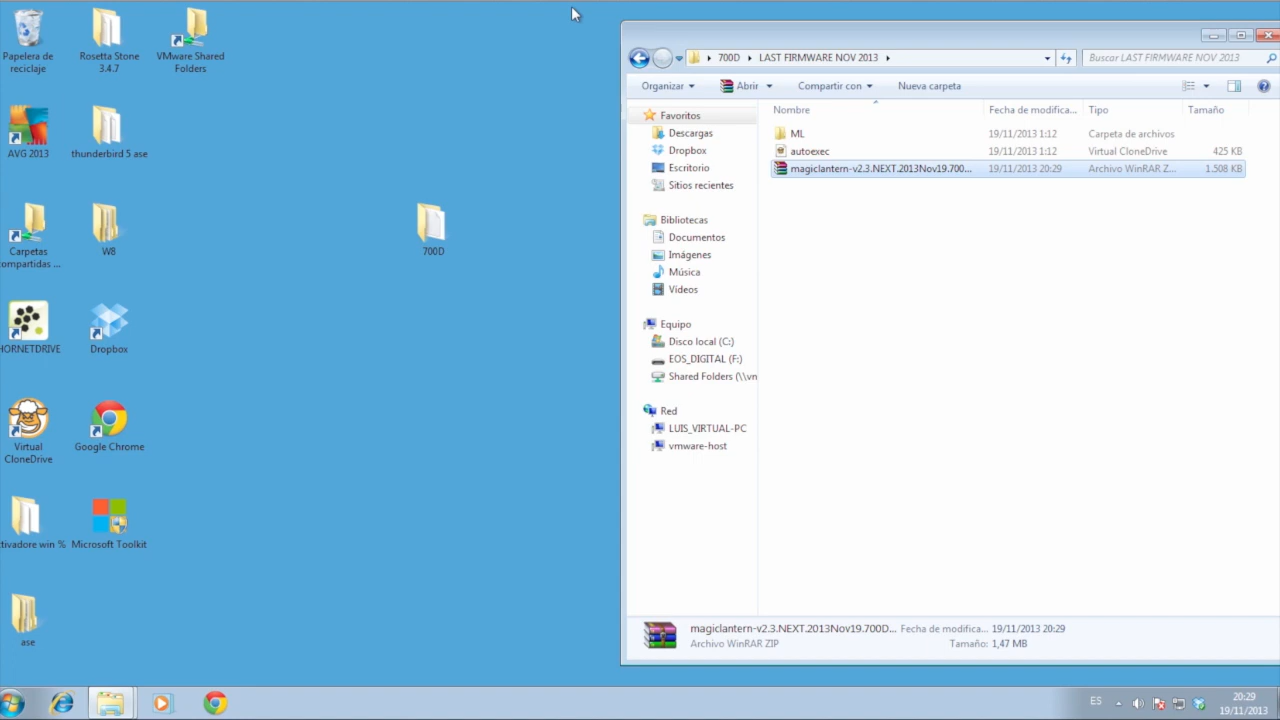 Papelera de
reciclaje
Rosetta Stone
3.4.7
VMware Shared
Folders
AVG 2013
thunderbird 5 ase
Carpetas
compartidas ...
W8
700D
HORNETDRIVE
Dropbox
Virtual
CloneDrive
Google Chrome
tivadore win %
Microsoft Toolkit
ase
700D
LAST FIRMWARE NOV 2013
Buscar LAST FIRMWARE NOV 2013
Organizar
Abrir
Compartir con
Nueva carpeta
Favoritos
Descargas
Dropbox
Escritorio
Sitios recientes
Bibliotecas
Documentos
Imágenes
Música
Vídeos
Equipo
Disco local (C:)
EOS_DIGITAL (F:)
Shared Folders (\\vn
Red
LUIS_VIRTUAL-PC
vmware-host
Nombre Fecha de modifica... Tipo Tamaño
ML 19/11/2013 1:12 Carpeta de archivos
autoexec 19/11/2013 1:12 Virtual CloneDrive 425 KB
magiclantern-v2.3.NEXT.2013Nov19.700... 19/11/2013 20:29 Archivo WinRAR Z... 1.508 KB
magiclantern-v2.3.NEXT.2013Nov19.700D... Fecha de modifica... 19/11/2013 20:29
Archivo WinRAR ZIP Tamaño: 1,47 MB
ES
20:29
19/11/2013